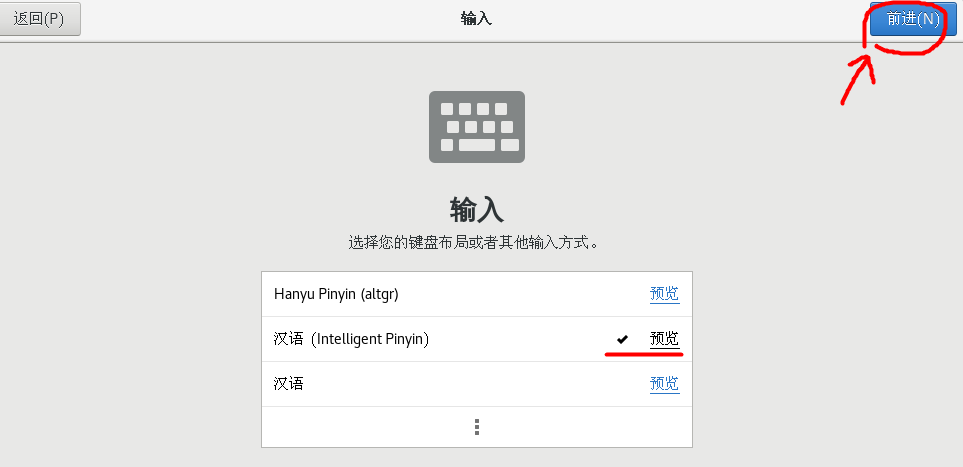 返回(P) 输入 前进(N)
输入
选择您的键盘布局或者其他输入方式。
Hanyu Pinyin (altgr) 预览
汉语 (Intelligent Pinyin) 预览
汉语 预览